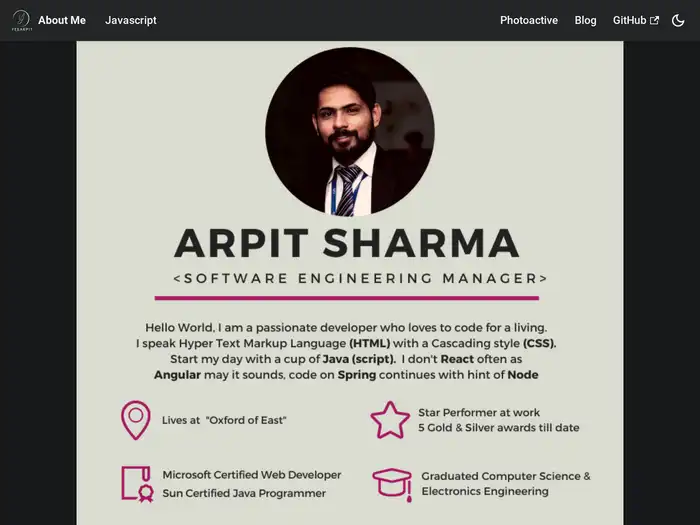 YESARPIT
About Me
Javascript
Photoactive
Blog
GitHub
ARPIT SHARMA
<SOFTWARE ENGINEERING MANAGER>
Hello World, I am a passionate developer who loves to code for a living.
I speak Hyper Text Markup Language (HTML) with a Cascading style (CSS).
Start my day with a cup of Java (script). I don't React often as
Angular may it sounds, code on Spring continues with hint of Node
Lives at "Oxford of East"
Star Performer at work
5 Gold & Silver awards till date
Microsoft Certified Web Developer
Sun Certified Java Programmer
Graduated Computer Science &
Electronics Engineering